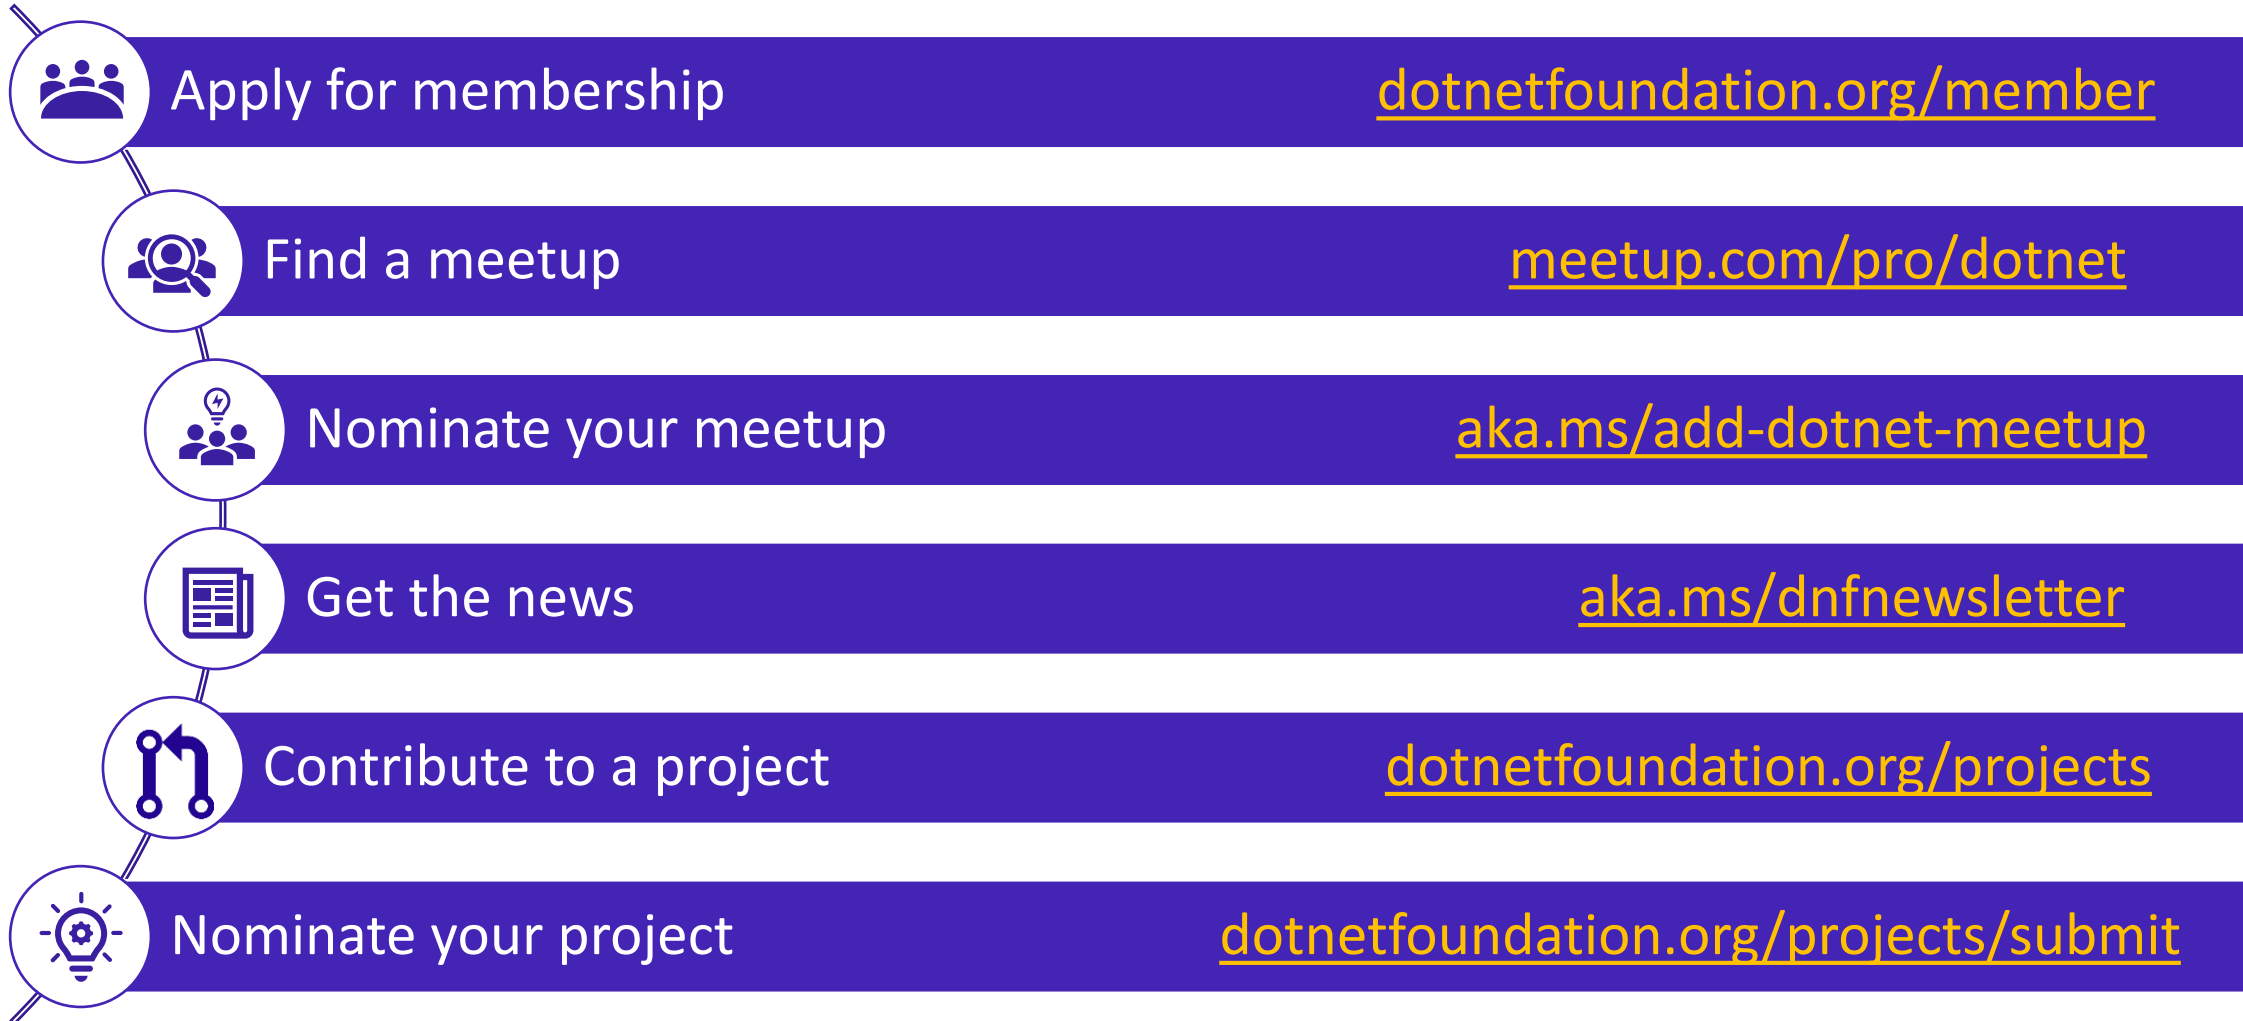 Apply for membership dotnetfoundation.org/member
Find a meetup meetup.com/pro/dotnet
Nominate your meetup aka.ms/add-dotnet-meetup
Get the news aka.ms/dnfnewsletter
Contribute to a project dotnetfoundation.org/projects
Nominate your project dotnetfoundation.org/projects/submit